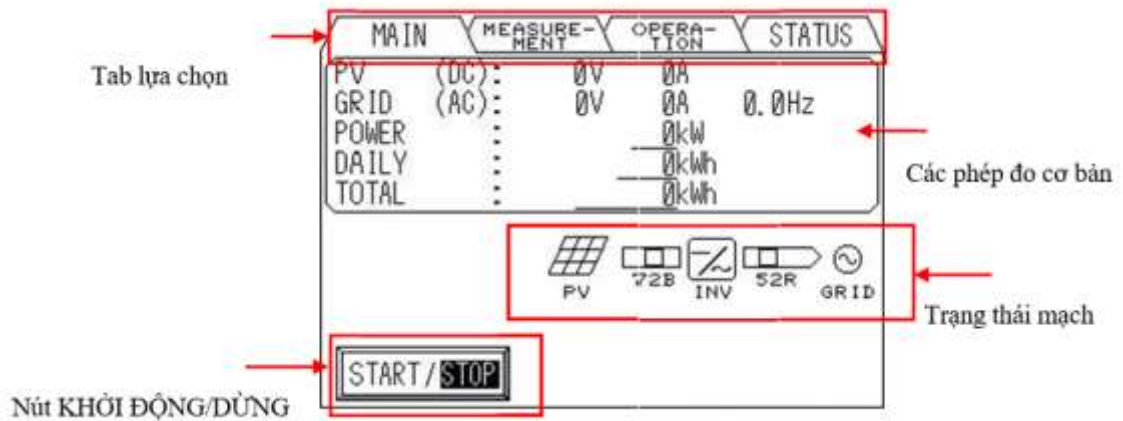 MAIN MEASURE-MENT OPERA-TION STATUS
Tab lựa chọn
PV (DC): 0V 0A
GRID (AC): 0V 0A 0.0Hz
POWER : 0kW
DAILY : 0kWh
TOTAL : 0kWh
Các phép đo cơ bản
PV 72B INV 52R GRID
Trạng thái mạch
START/STOP
Nút KHỞI ĐỘNG/DỪNG